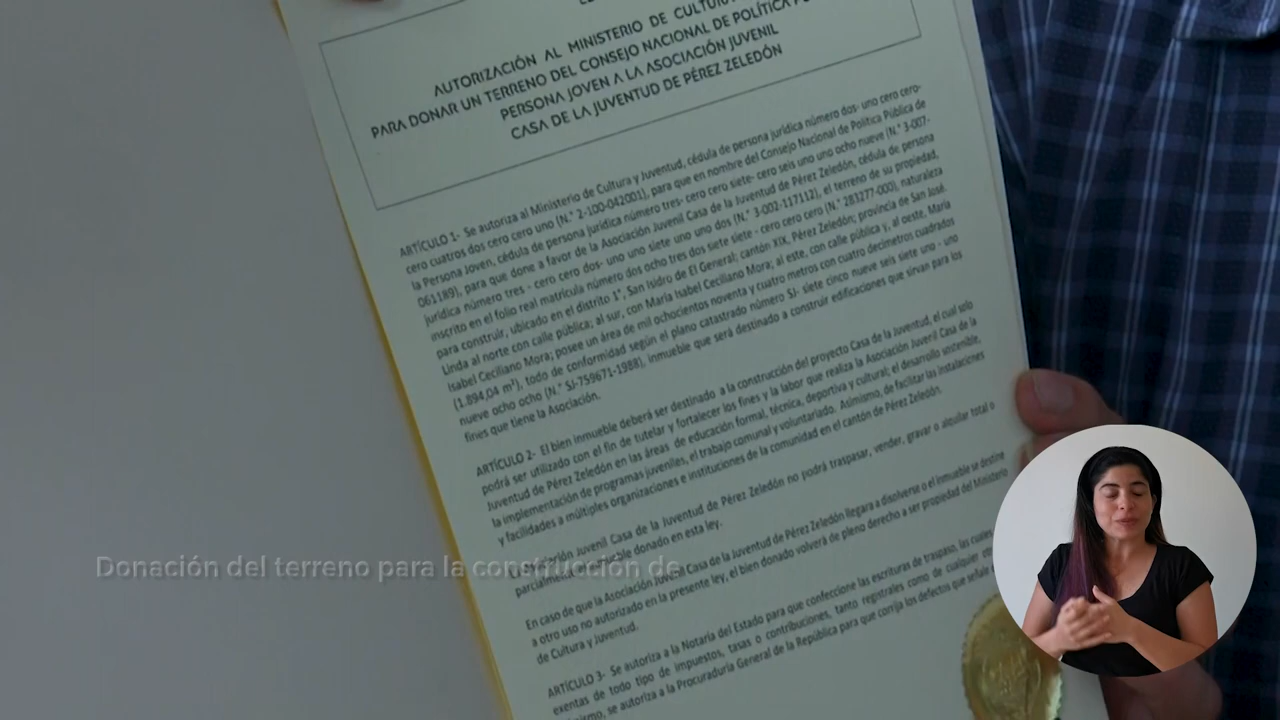 AUTORIZACIÓN AL MINISTERIO DE
PARA DONAR UN TERRENO DEL CONSEJO NACIONAL DE POLÍTICA
PERSONA JOVEN A LA ASOCIACIÓN JUVENIL
CASA DE LA JUVENTUD DE PÉREZ ZELEDÓN
ARTÍCULO 1- Se autoriza al Ministerio de Cultura y Juventud, cédula de persona jurídica número dos- uno cero cero-
cero cuatros dos cero cero uno (N.° 2-100-042001), para que en nombre del Consejo Nacional de Política Pública de
la Persona Joven, cédula de persona jurídica número tres- cero cero siete- cero seis uno uno ocho nueve (N.° 3-007-
061189), para que done a favor de la Asociación Juvenil Casa de la Juventud de Pérez Zeledón, cédula de persona
jurídica número tres - cero cero dos- uno uno siete uno uno dos (N.° 3-002-117112), el terreno de su propiedad,
inscrito en el folio real matrícula número dos ocho tres dos siete siete - cero cero cero (N.° 283277-000), naturaleza
para construir, ubicado en el distrito 1°, San Isidro de El General; cantón XIX, Pérez Zeledón; provincia de San José.
Linda al norte con calle pública; al sur, con María Isabel Ceciliano Mora; al este, con calle pública y, al oeste, María
Isabel Ceciliano Mora; posee un área de mil ochocientos noventa y cuatro metros con cuatro decímetros cuadrados
(1.894,04 m²), todo de conformidad según el plano catastrado número SJ- siete cinco nueve seis siete uno - uno
nueve ocho ocho (N.° SJ-759671-1988), inmueble que será destinado a construir edificaciones que sirvan para los
fines que tiene la Asociación.
ARTÍCULO 2- El bien inmueble deberá ser destinado a la construcción del proyecto Casa de la Juventud, el cual solo
podrá ser utilizado con el fin de tutelar y fortalecer los fines y la labor que realiza la Asociación Juvenil Casa de la
Juventud de Pérez Zeledón en las áreas de educación formal, técnica, deportiva y cultural; el desarrollo sostenible,
la implementación de programas juveniles, el trabajo comunal y voluntariado. Asimismo, de facilitar las instalaciones
y facilidades a múltiples organizaciones e instituciones de la comunidad en el cantón de Pérez Zeledón.
Juvenil Casa de la Juventud de Pérez Zeledón no podrá traspasar, vender, gravar o alquilar total o
donado en esta ley.
Donación del terreno para la construcción de
En caso de que la Asociación Juvenil Casa de la Juventud de Pérez Zeledón llegara a disolverse o el inmueble se destine
a otro uso no autorizado en la presente ley, el bien donado volverá de pleno derecho a ser propiedad del Ministerio
de Cultura y Juventud.
ARTÍCULO 3- Se autoriza a la Notaría del Estado para que confeccione las escrituras de traspaso, las
exentas de todo tipo de impuestos, tasas o contribuciones, tanto registrales como de cualquier
se autoriza a la Procuraduría General de la República para que corrija los defectos que señale